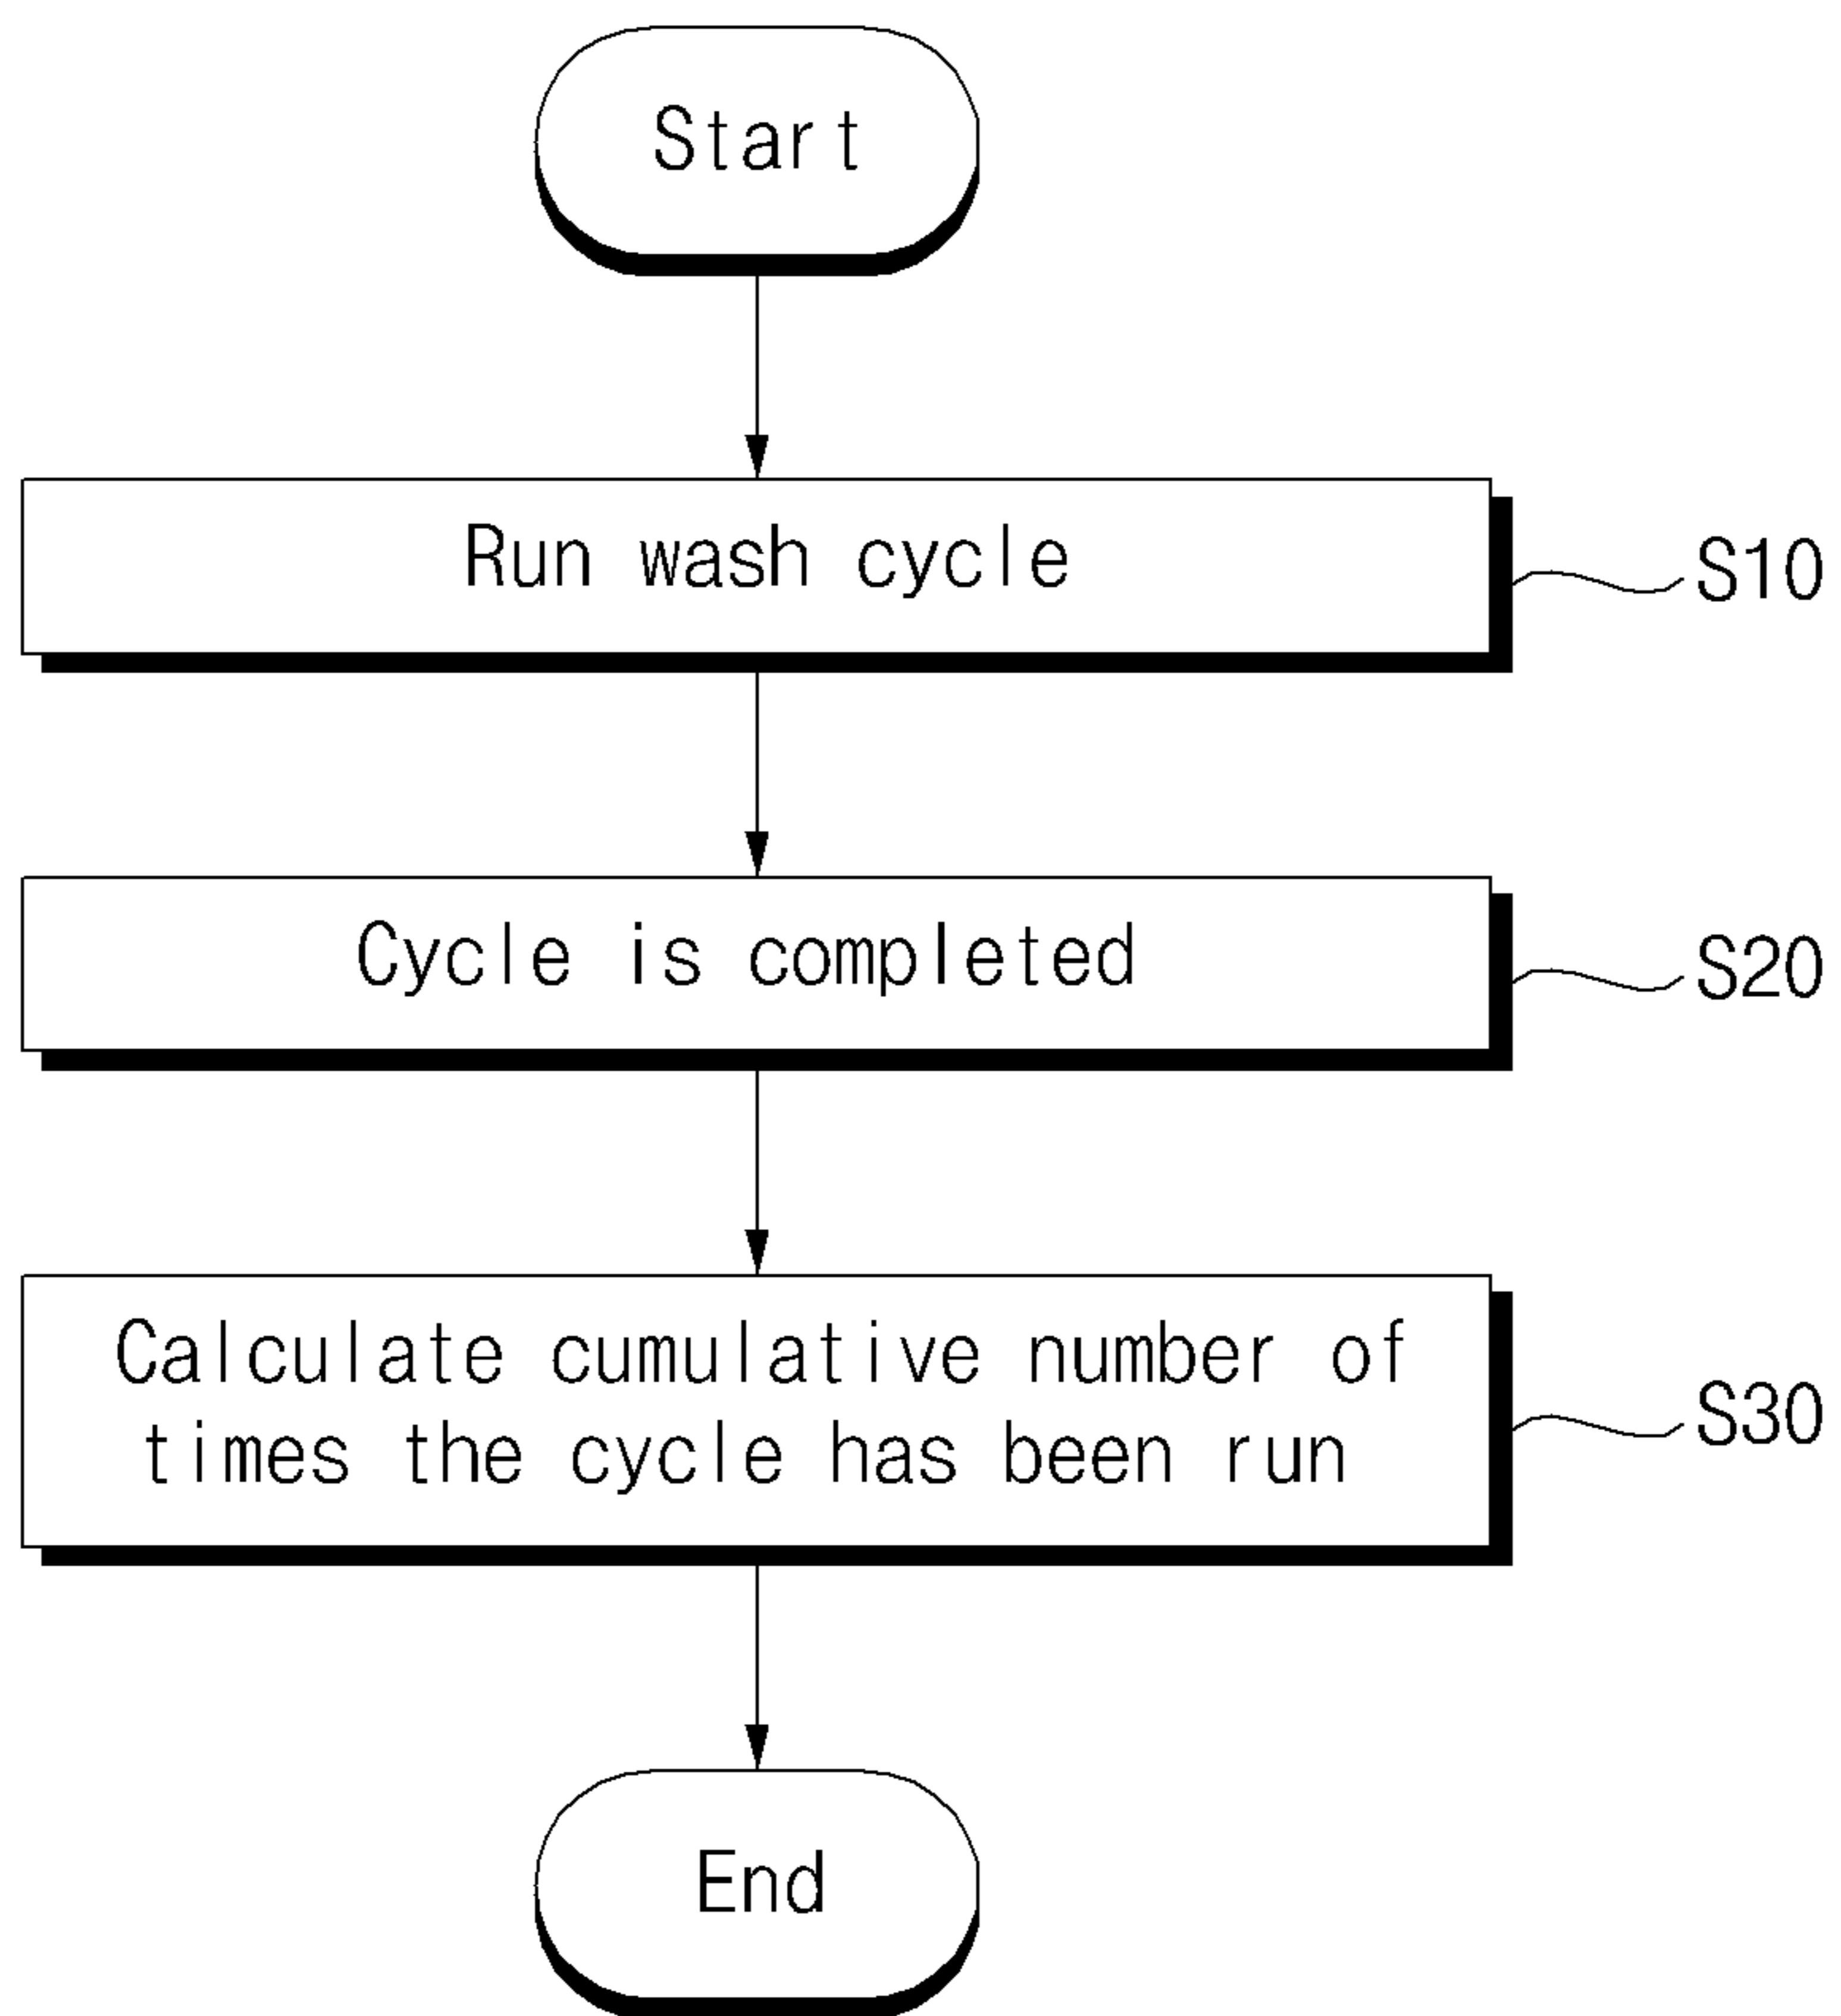 Start
Run wash cycle
S10
Cycle is completed
S20
Calculate cumulative number of
times the cycle has been run
S30
End